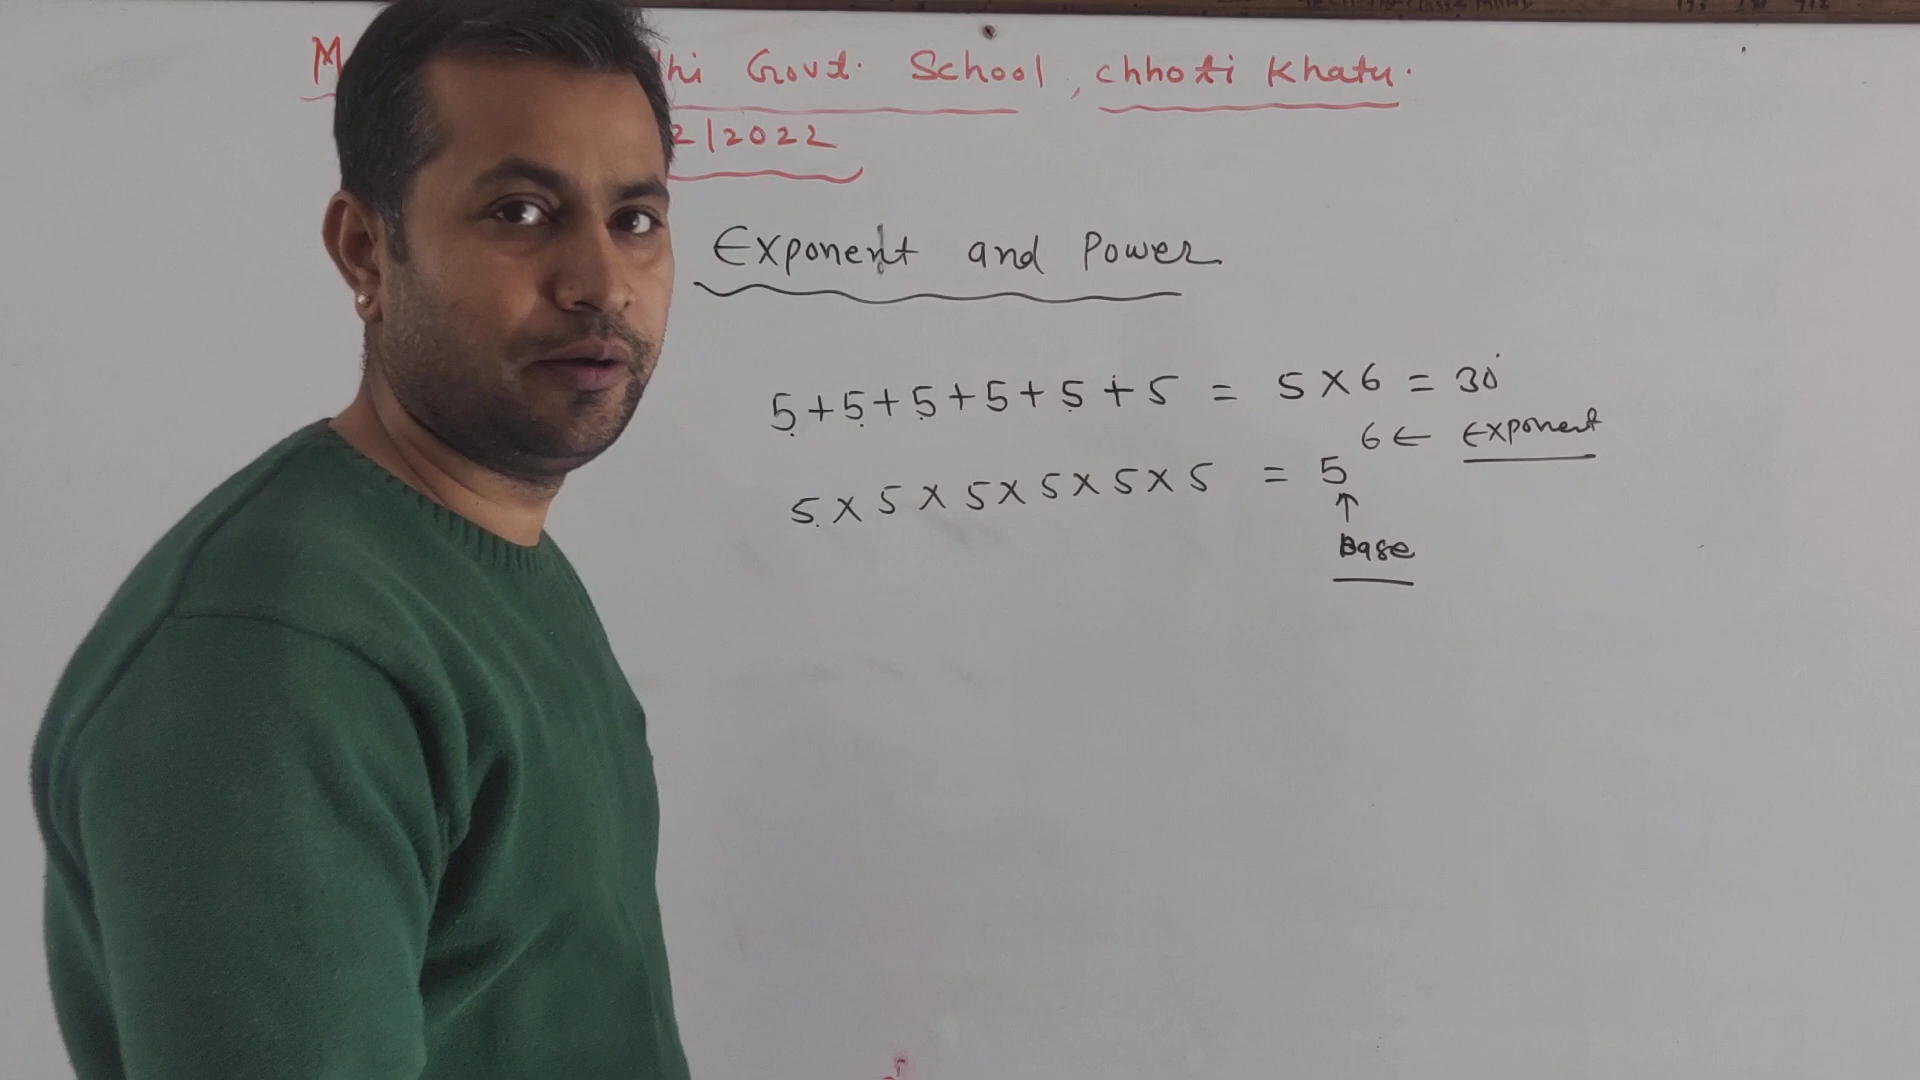 Govt. School, chhoti Khatu.
2/2022
Exponent and Power
5+5+5+5+5+5 = 5×6 = 30
6 ← Exponent
5×5×5×5×5×5 = 5
↑
Base